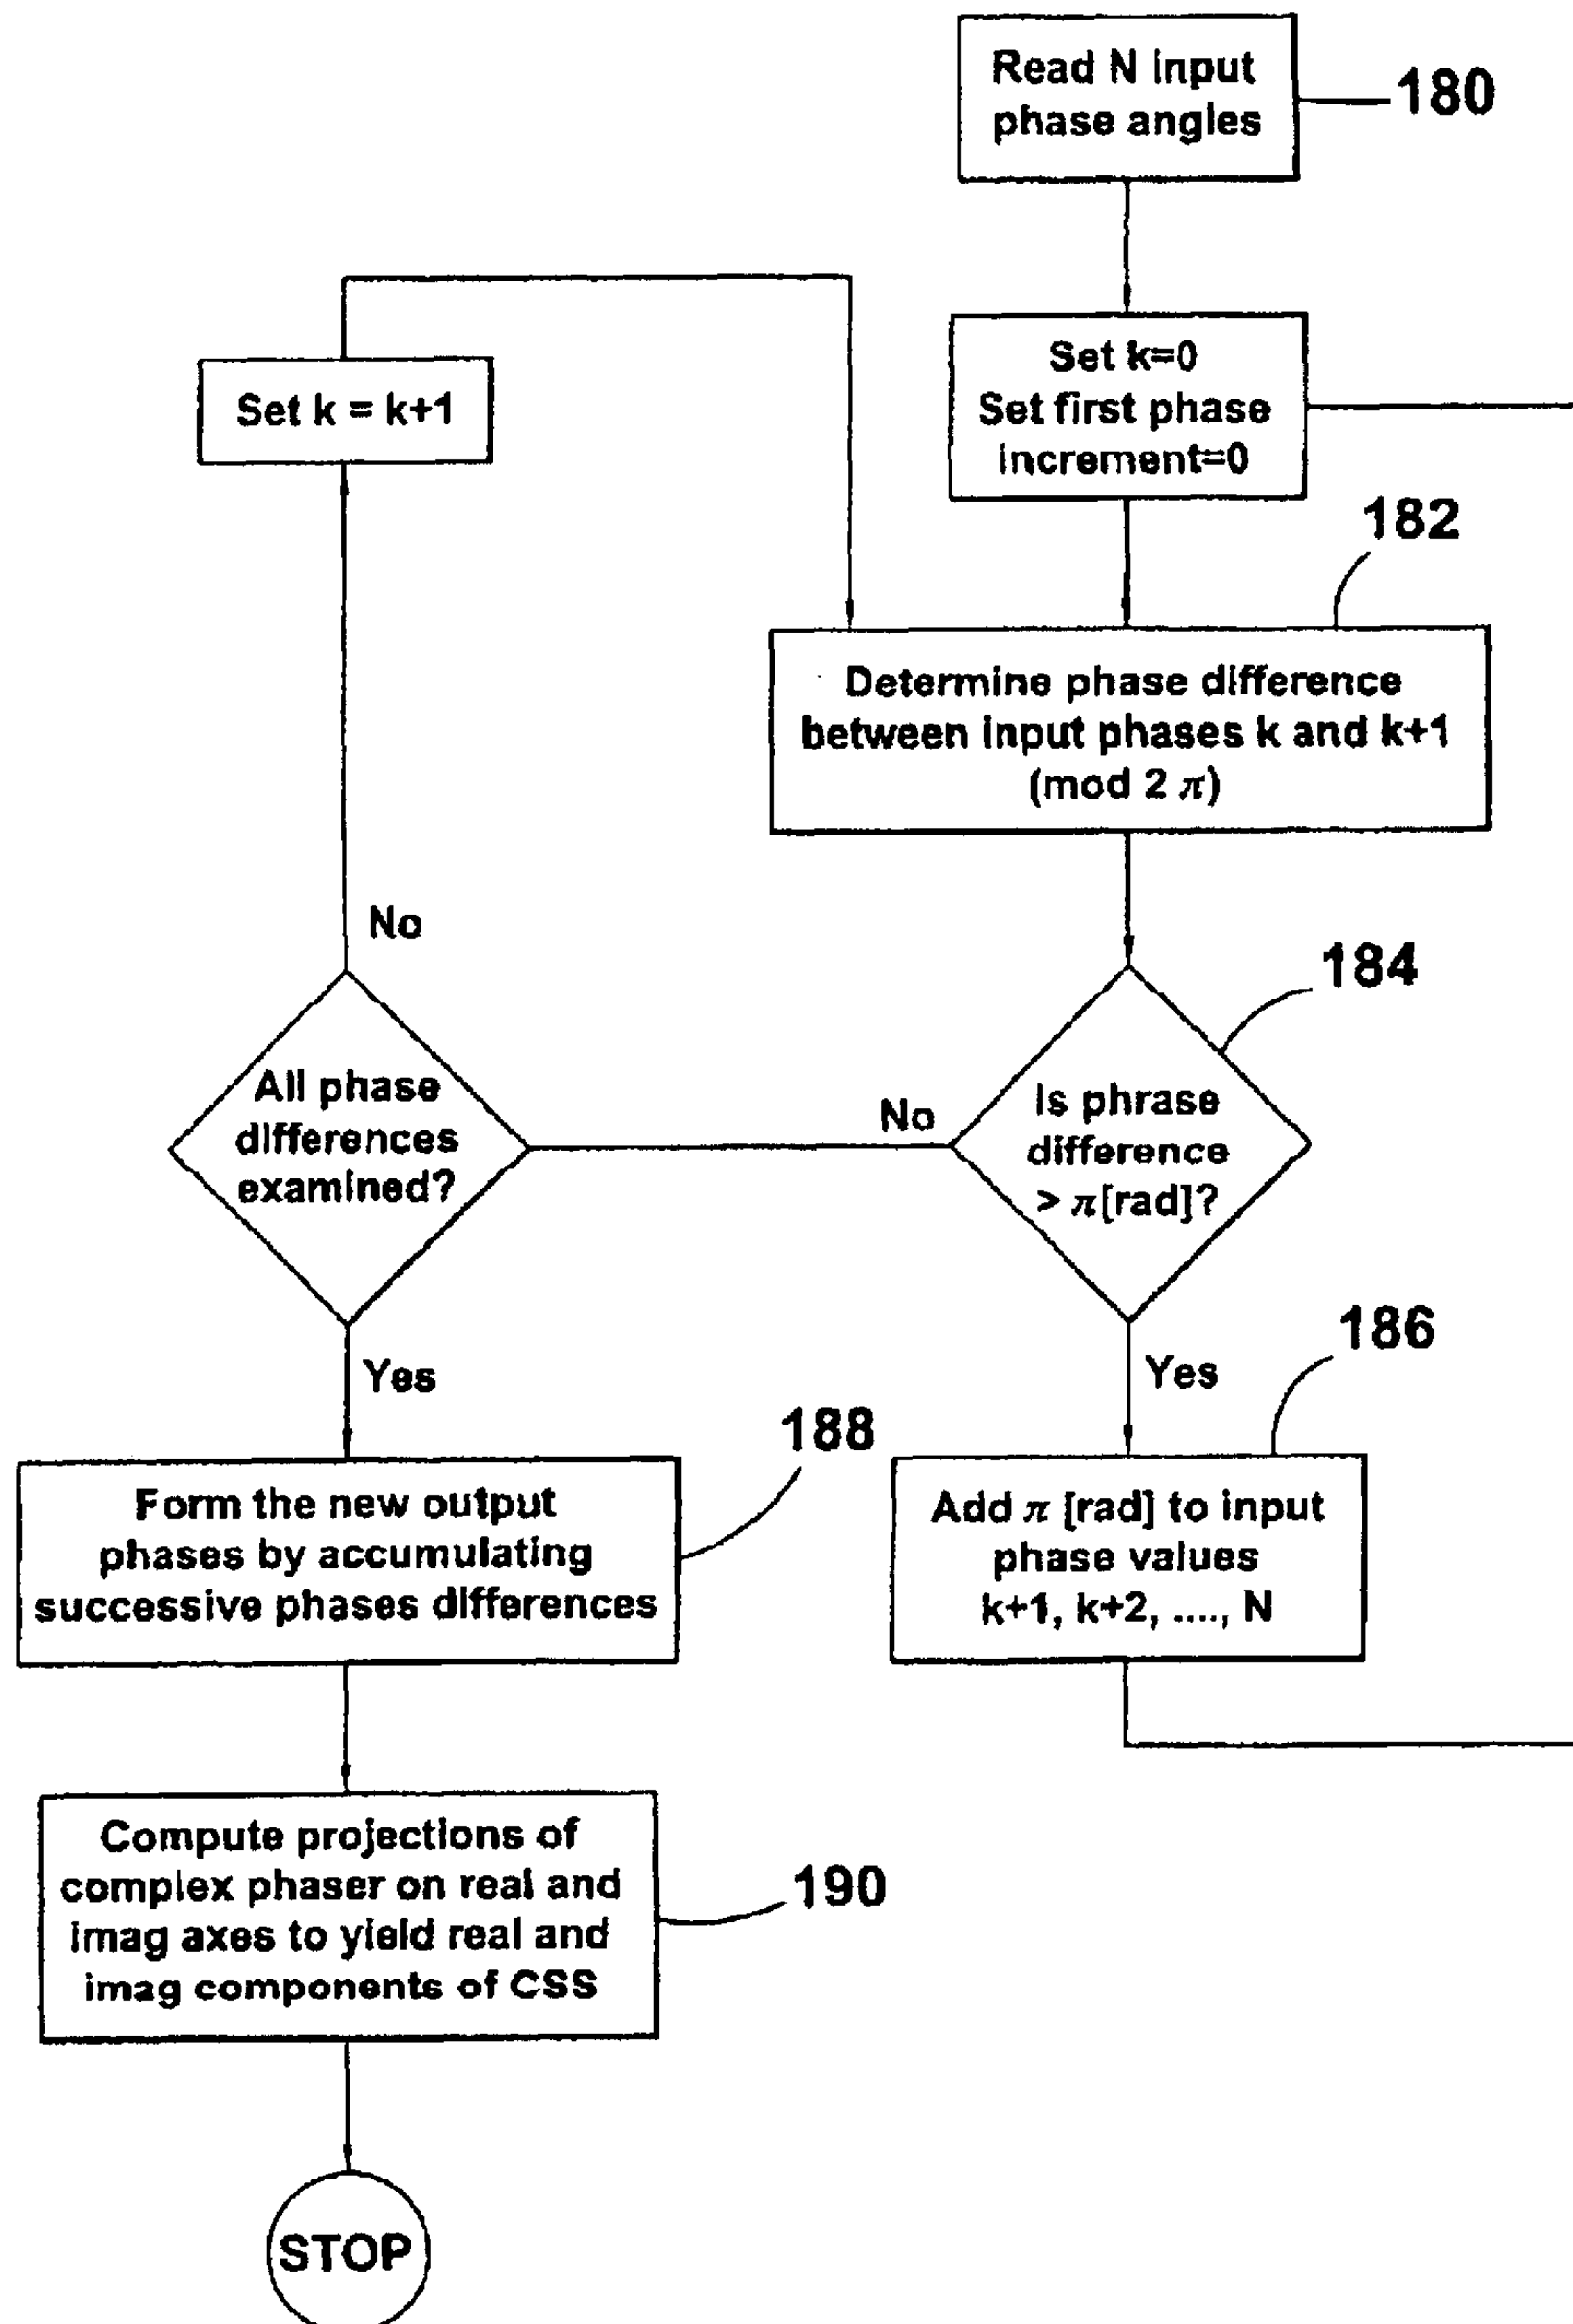 Read N input
phase angles
180
Set k=0
Set first phase
increment=0
Set k = k+1
182
Determine phase difference
between input phases k and k+1
(mod 2 π)
184
Is phrase
difference
> π[rad]?
No
All phase
differences
examined?
No
Yes
Yes
186
Add π [rad] to input
phase values
k+1, k+2, ...., N
188
Form the new output
phases by accumulating
successive phases differences
190
Compute projections of
complex phaser on real and
imag axes to yield real and
imag components of CSS
STOP